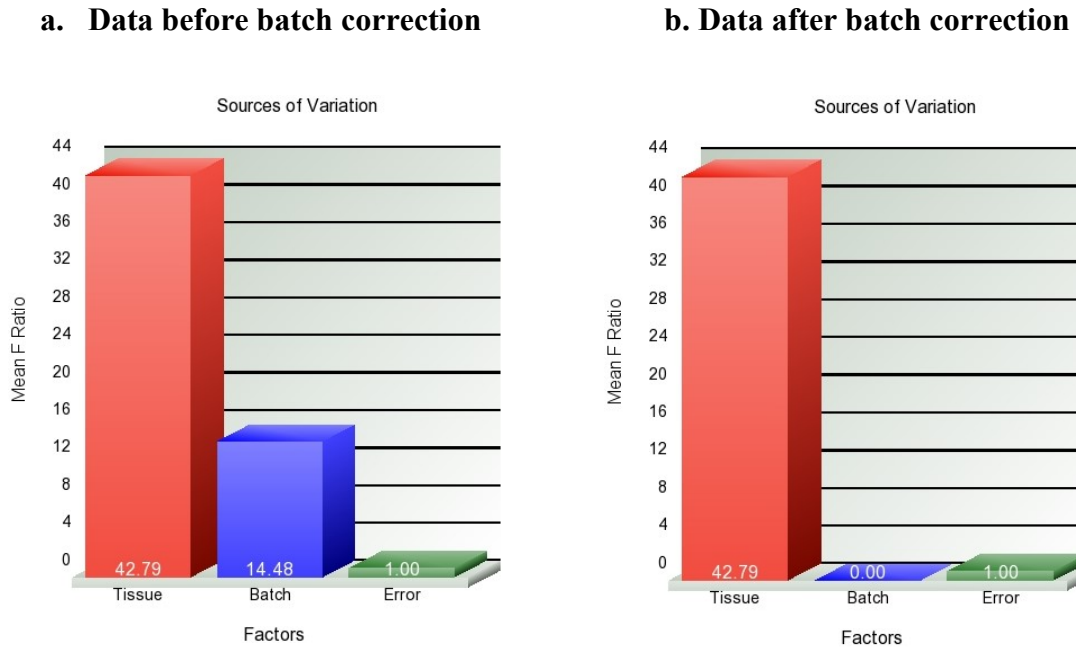 a. Data before batch correction
Sources of Variation
44
40
36
32
28
24
20
16
12
8
4
0
Mean F Ratio
42.79
14.48
1.00
Tissue
Batch
Error
Factors
b. Data after batch correction
Sources of Variation
44
40
36
32
28
24
20
16
12
8
4
0
Mean F Ratio
42.79
0.00
1.00
Tissue
Batch
Error
Factors